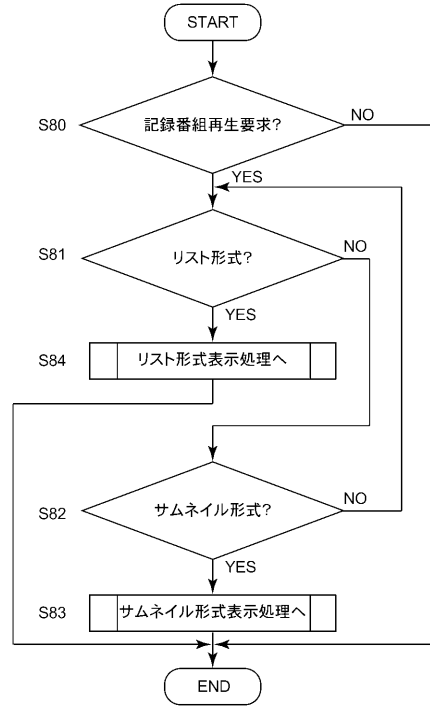 START
S80
記録番組再生要求?
NO
YES
S81
リスト形式?
NO
YES
S84
リスト形式表示処理へ
S82
サムネイル形式?
NO
YES
S83
サムネイル形式表示処理へ
END